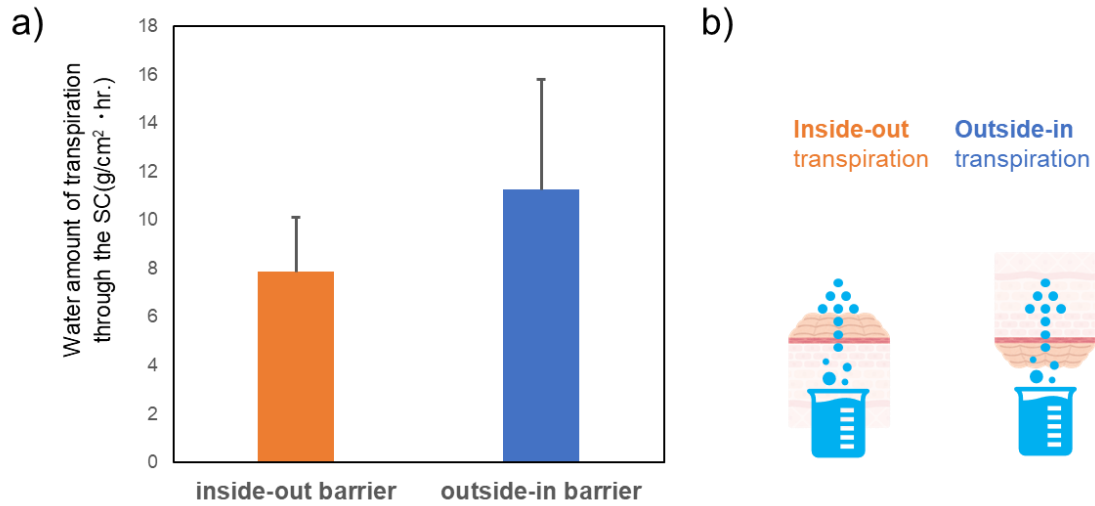 a)
Water amount of transpiration
through the SC(g/cm² ・hr.)
18
16
14
12
10
8
6
4
2
0
inside-out barrier
outside-in barrier
b)
Inside-out
transpiration
Outside-in
transpiration